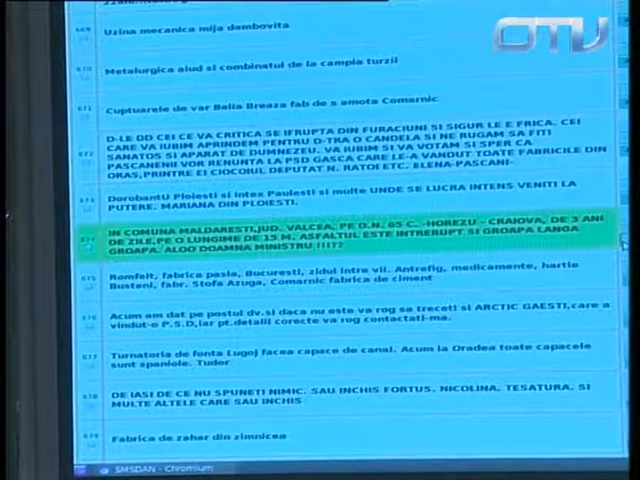 OTV
669 Uzina mecanica mija dambovita
670 Metalurgica aiud si combinatul de la campia turzii
671 Cuptuarele de var Bella Breaza fab de s amota Comarnic
D-LE DD CEI CE VA CRITICA SE IFRUPTA DIN FURACIUNI SI SIGUR LE E FRICA. CEI
CARE VA IUBIM APRINDEM PENTRU D-TRA O CANDELA SI NE RUGAM SA FITI
672 SANATOS SI APARAT DE DUMNEZEU. VA IUBIM SI VA VOTAM SI SPER CA
PASCANENII VOR RENUNTA LA PSD GASCA CARE LE-A VANDUT TOATE FABRICILE DIN
ORAS,PRINTRE EI CIOCOIUL DEPUTAT N. RATOI ETC. ELENA-PASCANI-
673 DorobantU Ploiesti si Intex Paulesti si multe UNDE SE LUCRA INTENS VENITI LA
PUTERE. MARIANA DIN PLOIESTI.
IN COMUNA MALDARESTI,JUD. VALCEA, PE D.N. 65 C. -HOREZU - CRAIOVA, DE 3 ANI
674 DE ZILE,PE O LUNGIME DE 15 M. ASFALTUL ESTE INTRERUPT SI GROAPA LANGA
GROAPA. ALOO DOAMNA MINISTRU !!!??
675 Romfelt, fabrica pasla, Bucuresti, zidul intre vii. Antrefig, medicamente, hartie
Busteni, fabr. Stofa Azuga, Comarnic fabrica de ciment
676 Acum am dat pe postul dv.si daca nu este va rog sa treceti si ARCTIC GAESTI,care a
vindut-o P.S.D,iar pt.detalii corecte va rog contactati-ma.
677 Turnatoria de fonta Lugoj facea capace de canal. Acum la Oradea toate capacele
sunt spaniole. Tudor
678 DE IASI DE CE NU SPUNETI NIMIC. SAU INCHIS FORTUS. NICOLINA. TESATURA. SI
MULTE ALTELE CARE SAU INCHIS
679 Fabrica de zahar din zimnicea
SMSDAN - Chromium